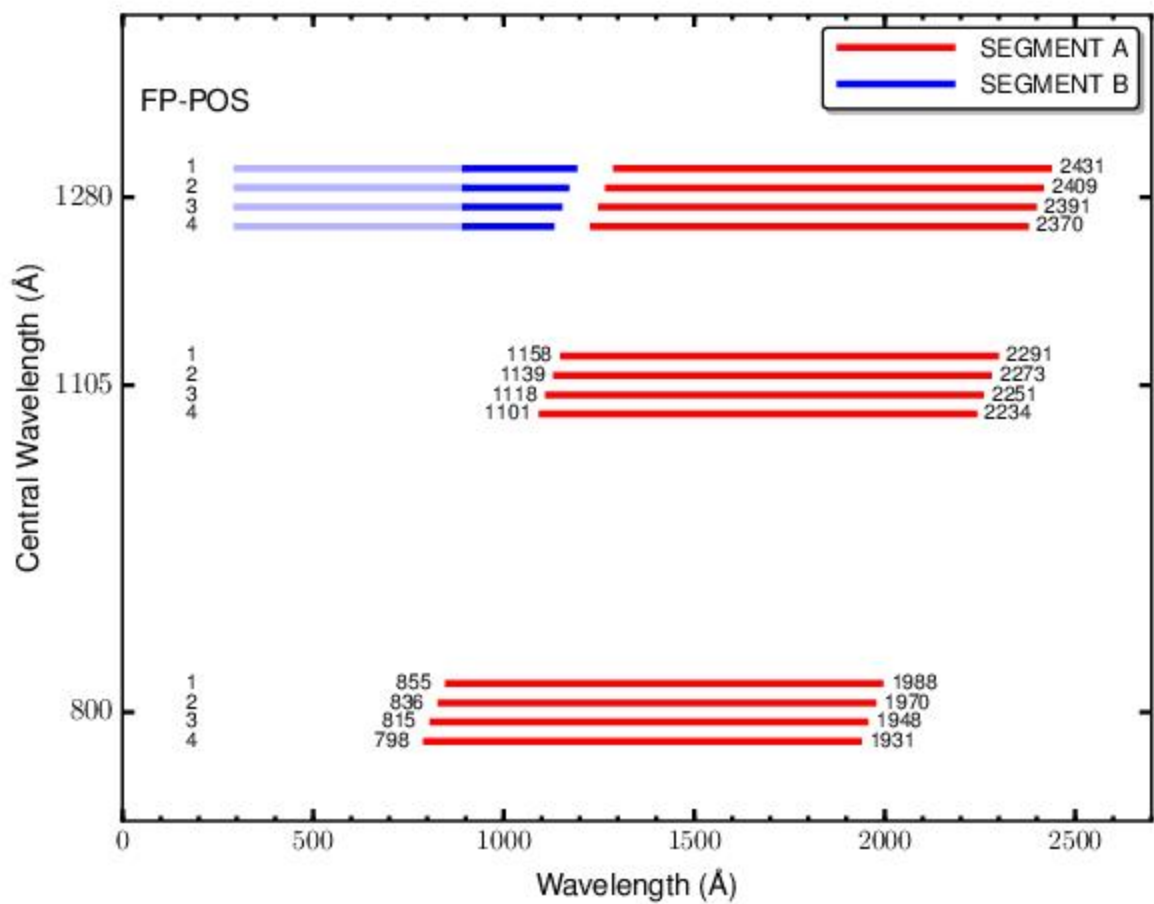 SEGMENT A
SEGMENT B
FP-POS
1 2431
2 2409
1280
3 2391
4 2370
1 1158 2291
2 1139 2273
1105
3 1118 2251
4 1101 2234
1 855 1988
2 836 1970
800
3 815 1948
4 798 1931
Central Wavelength (Å)
0 500 1000 1500 2000 2500
Wavelength (Å)